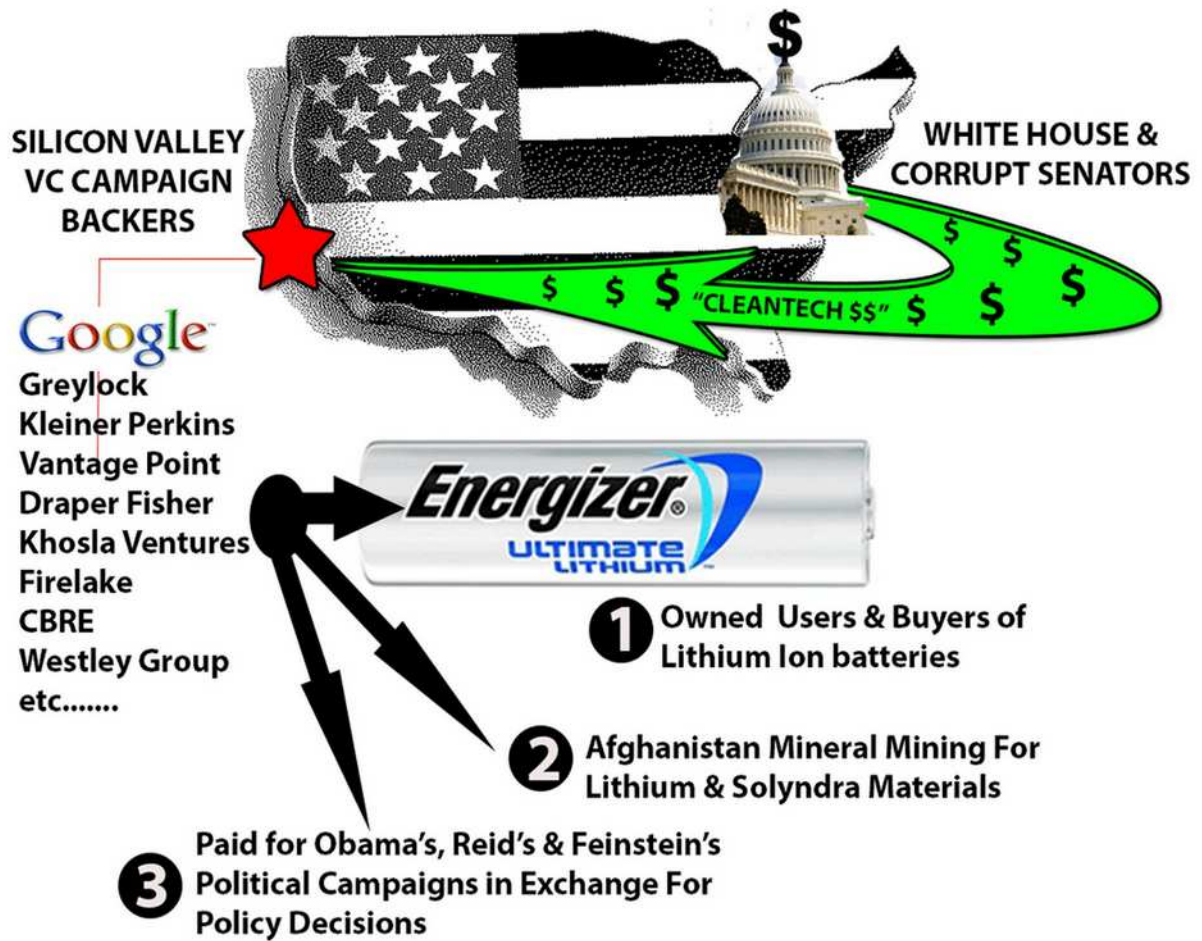 $
SILICON VALLEY
VC CAMPAIGN
BACKERS
WHITE HOUSE &
CORRUPT SENATORS
$ $ $ "CLEANTECH $$" $ $ $ $ $
Google™
Greylock
Kleiner Perkins
Vantage Point
Draper Fisher
Khosla Ventures
Firelake
CBRE
Westley Group
etc.......
Energizer®
ULTIMATE
LITHIUM™
1 Owned Users & Buyers of
Lithium Ion batteries
2 Afghanistan Mineral Mining For
Lithium & Solyndra Materials
3 Paid for Obama's, Reid's & Feinstein's
Political Campaigns in Exchange For
Policy Decisions